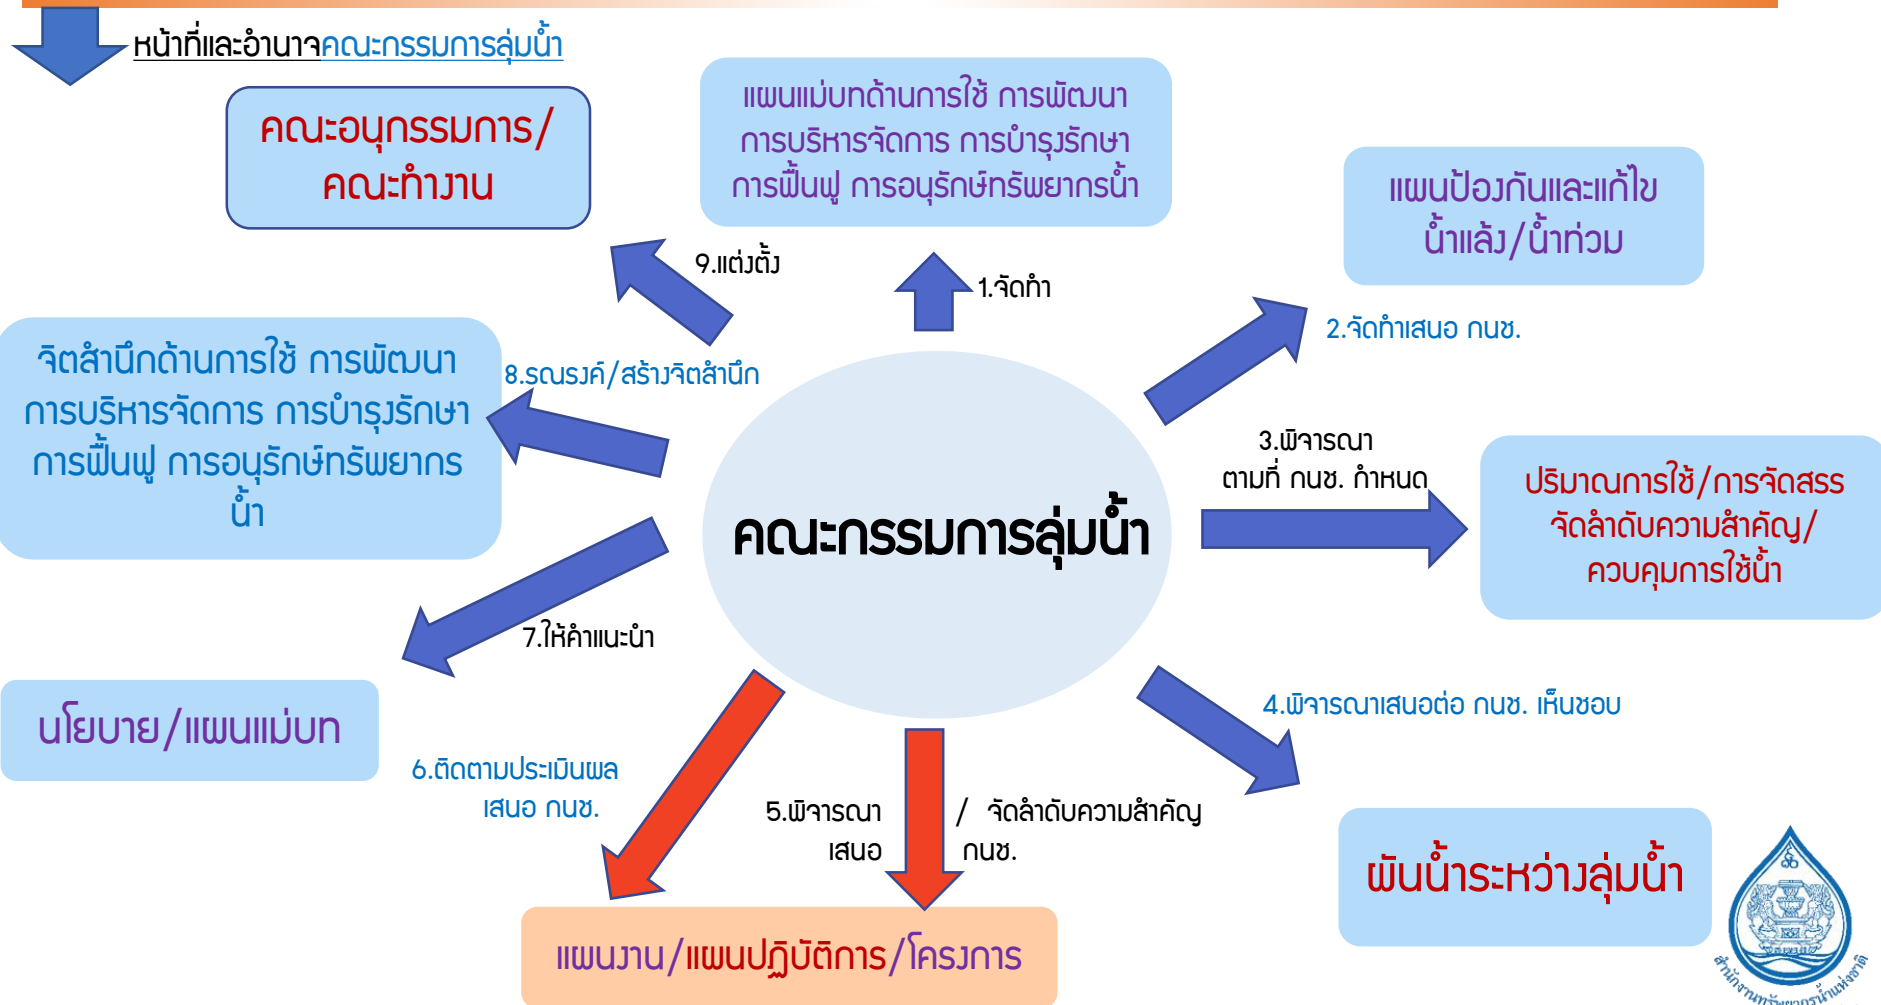 หน้าที่และอำนาจคณะกรรมการลุ่มน้ำ
คณะอนุกรรมการ/
คณะทำงาน
แผนแม่บทด้านการใช้ การพัฒนา
การบริหารจัดการ การบำรุงรักษา
การฟื้นฟู การอนุรักษ์ทรัพยากรน้ำ
แผนป้องกันและแก้ไข
น้ำแล้ง/น้ำท่วม
9.แต่งตั้ง
1.จัดทำ
2.จัดทำเสนอ กนช.
จิตสำนึกด้านการใช้ การพัฒนา
การบริหารจัดการ การบำรุงรักษา
การฟื้นฟู การอนุรักษ์ทรัพยากร
น้ำ
8.รณรงค์/สร้างจิตสำนึก
3.พิจารณา
ตามที่ กนช. กำหนด
ปริมาณการใช้/การจัดสรร
จัดลำดับความสำคัญ/
ควบคุมการใช้น้ำ
คณะกรรมการลุ่มน้ำ
7.ให้คำแนะนำ
นโยบาย/แผนแม่บท
4.พิจารณาเสนอต่อ กนช. เห็นชอบ
6.ติดตามประเมินผล
เสนอ กนช.
5.พิจารณา / จัดลำดับความสำคัญ
เสนอ กนช.
ผันน้ำระหว่างลุ่มน้ำ
แผนงาน/แผนปฏิบัติการ/โครงการ
สำนักงานทรัพยากรน้ำแห่งชาติ